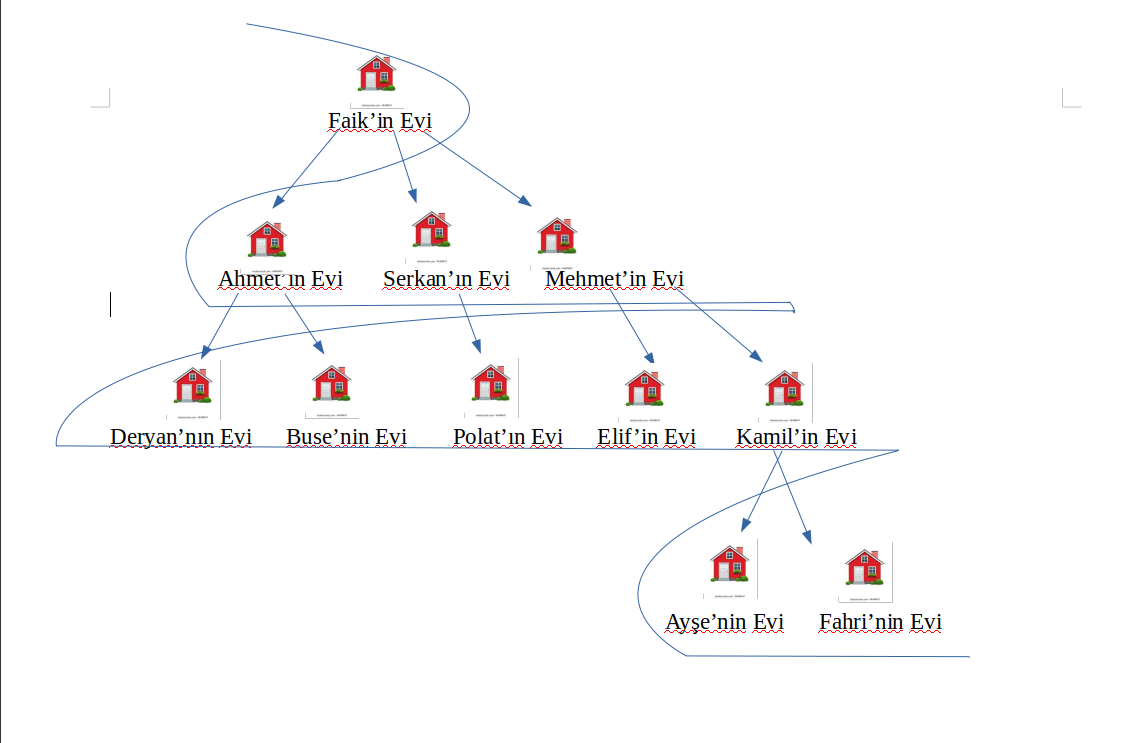 Faik’in Evi
Ahmet’in Evi Serkan’ın Evi Mehmet’in Evi
Deryan’nın Evi Buse’nin Evi Polat’ın Evi Elif’in Evi Kamil’in Evi
Ayşe’nin Evi Fahri’nin Evi